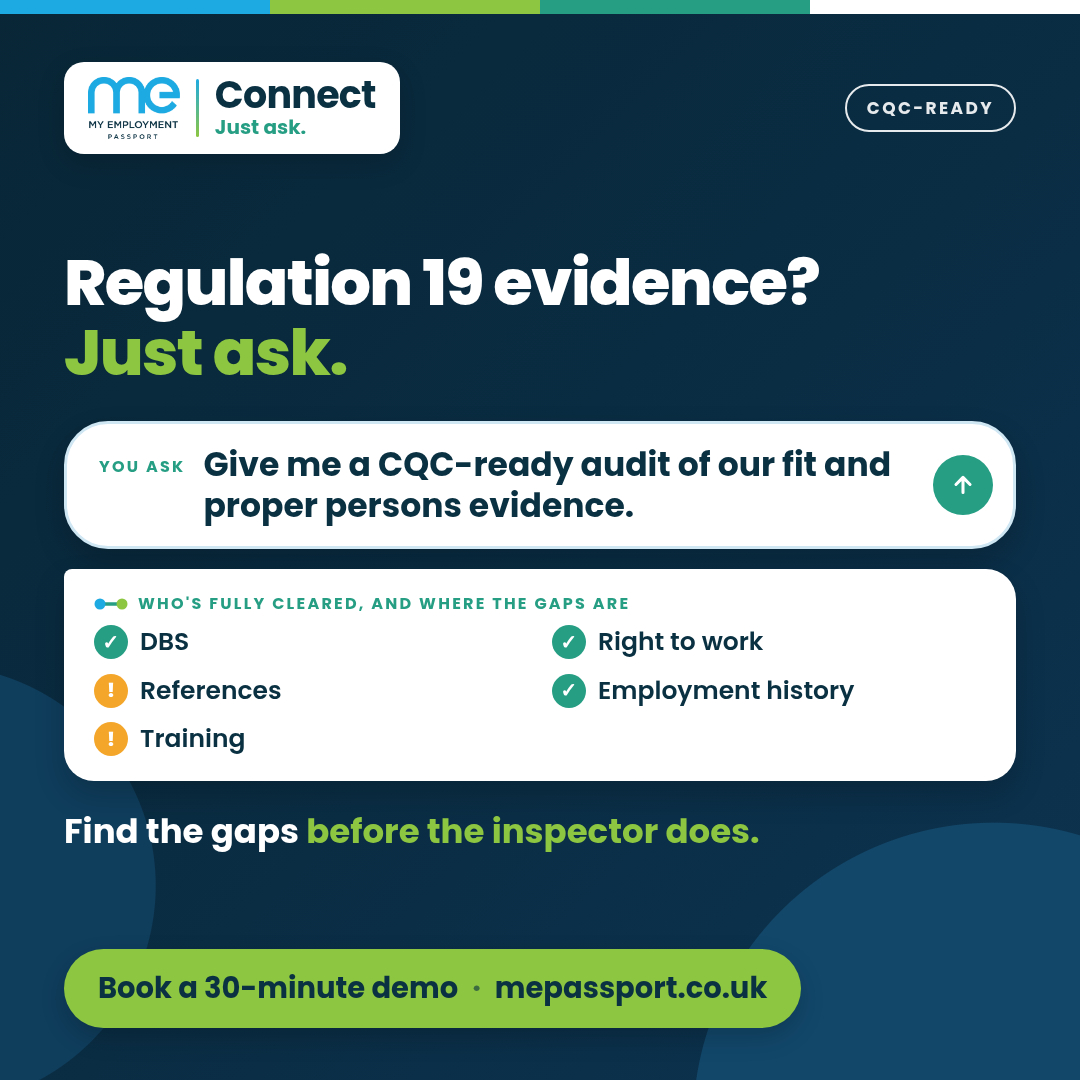 me
MY EMPLOYMENT
PASSPORT
Connect
Just ask.
CQC-READY
Regulation 19 evidence?
Just ask.
YOU ASK
Give me a CQC-ready audit of our fit and
proper persons evidence.
WHO'S FULLY CLEARED, AND WHERE THE GAPS ARE
✓ DBS
✓ Right to work
! References
✓ Employment history
! Training
Find the gaps before the inspector does.
Book a 30-minute demo · mepassport.co.uk